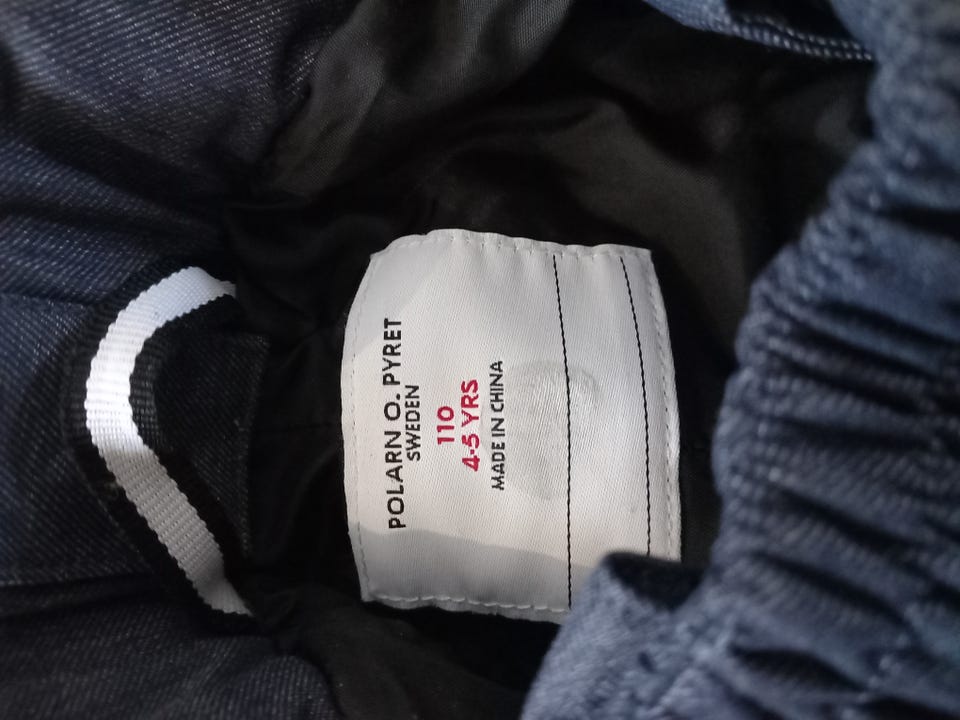 POLARN O. PYRET
SWEDEN
110
4-5 YRS
MADE IN CHINA